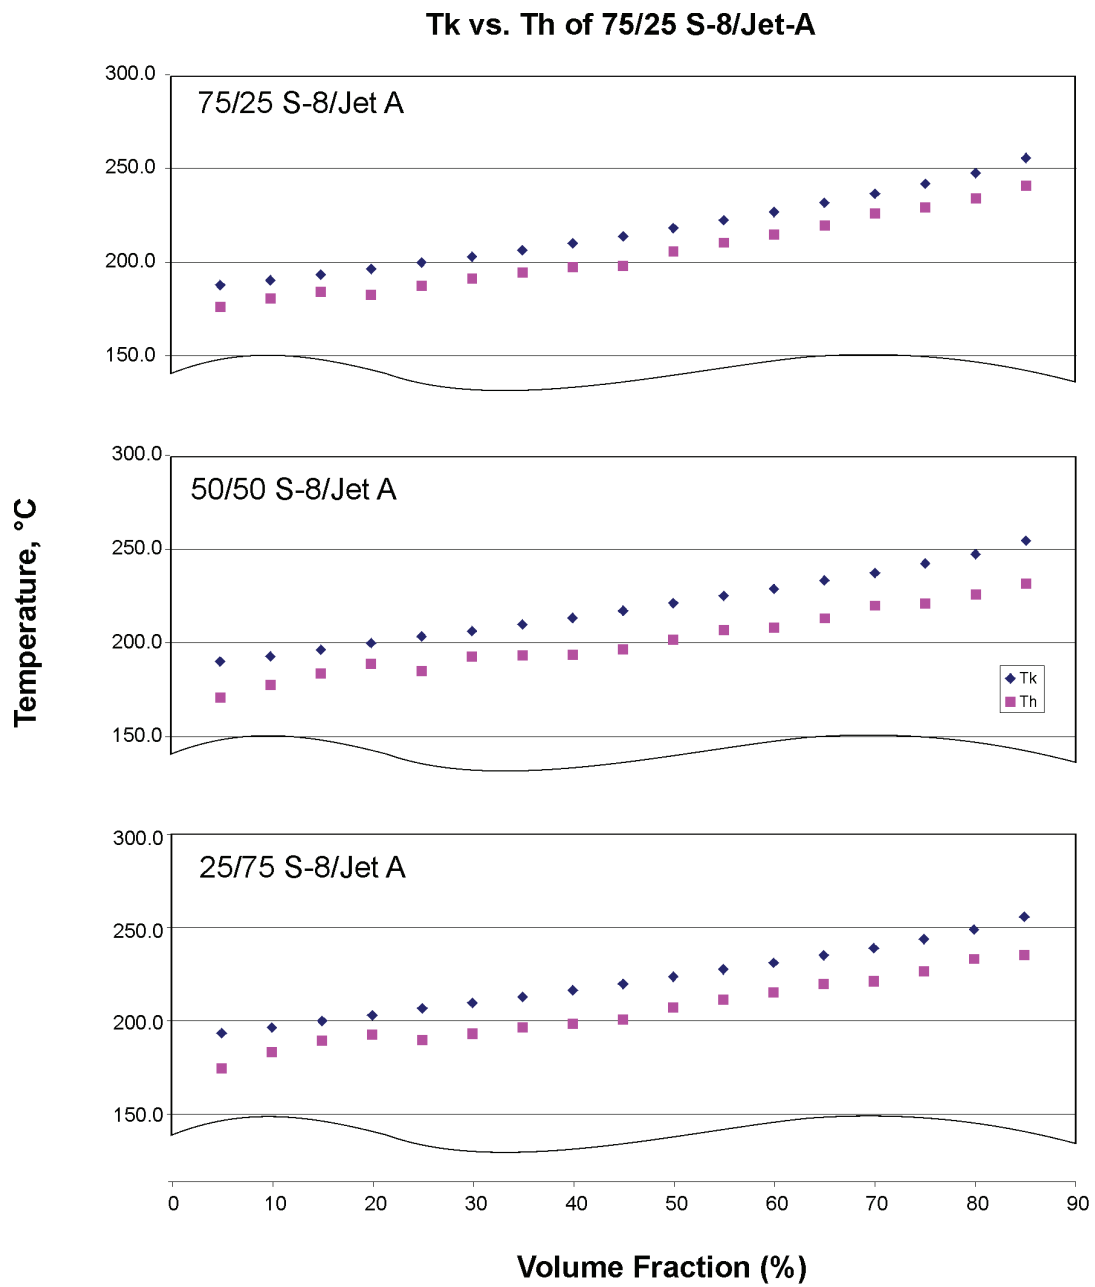 Tk vs. Th of 75/25 S-8/Jet-A
300.0
75/25 S-8/Jet A
250.0
200.0
150.0
300.0
50/50 S-8/Jet A
250.0
200.0
Tk
Th
150.0
Temperature, °C
300.0
25/75 S-8/Jet A
250.0
200.0
150.0
0 10 20 30 40 50 60 70 80 90
Volume Fraction (%)